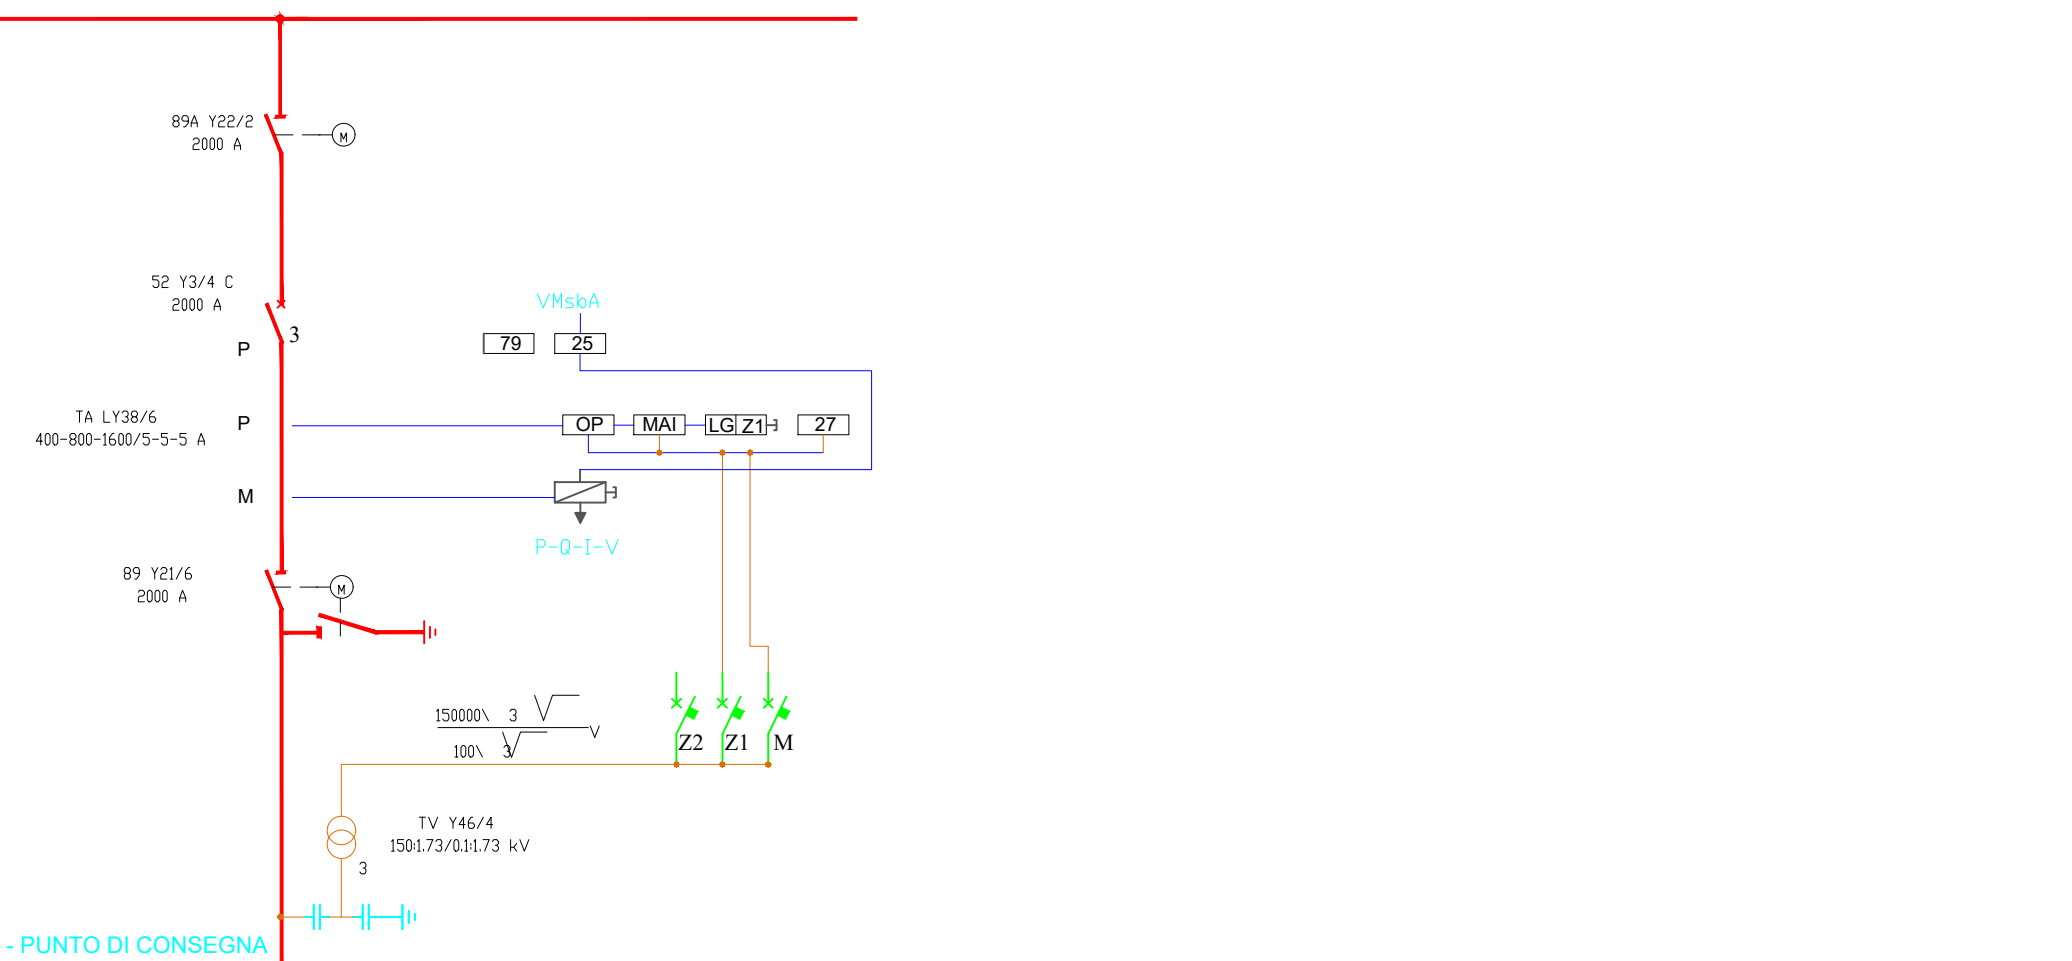 89A Y22/2
2000 A
M
52 Y3/4 C
2000 A
3
VMsbA
79
25
P
TA LY38/6
400-800-1600/5-5-5 A
P
OP
MAI
LG
Z1
27
M
P-Q-I-V
89 Y21/6
2000 A
M
150000\ 3
V
100\ 3
Z2
Z1
M
TV Y46/4
150:1.73/0.1:1.73 kV
3
- PUNTO DI CONSEGNA